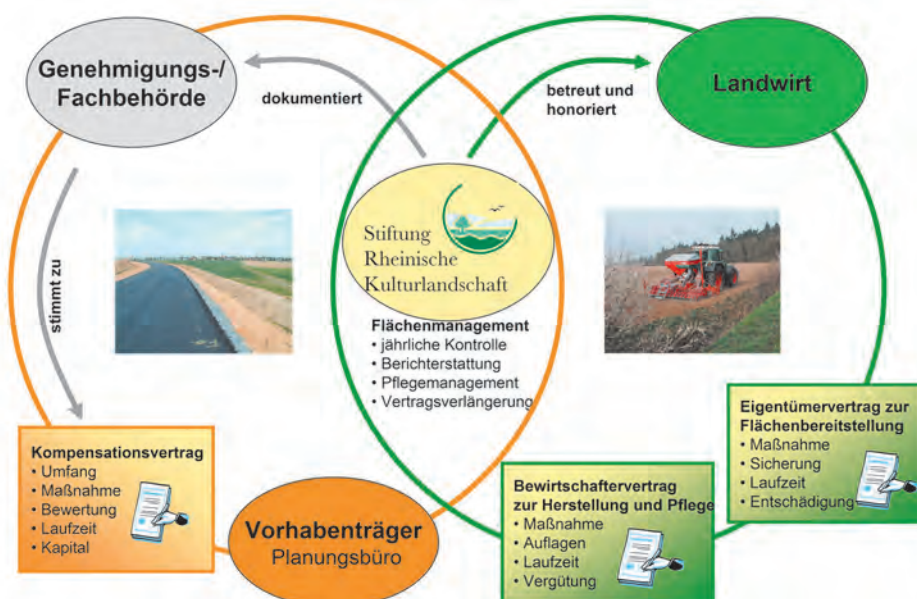 Genehmigungs-/
Fachbehörde
dokumentiert
betreut und
honoriert
Landwirt
stimmt zu
Stiftung
Rheinische
Kulturlandschaft
Flächenmanagement
• jährliche Kontrolle
• Berichterstattung
• Pflegemanagement
• Vertragsverlängerung
Kompensationsvertrag
• Umfang
• Maßnahme
• Bewertung
• Laufzeit
• Kapital
Vorhabenträger
Planungsbüro
Bewirtschaftervertrag
zur Herstellung und Pflege
• Maßnahme
• Auflagen
• Laufzeit
• Vergütung
Eigentümervertrag zur
Flächenbereitstellung
• Maßnahme
• Sicherung
• Laufzeit
• Entschädigung